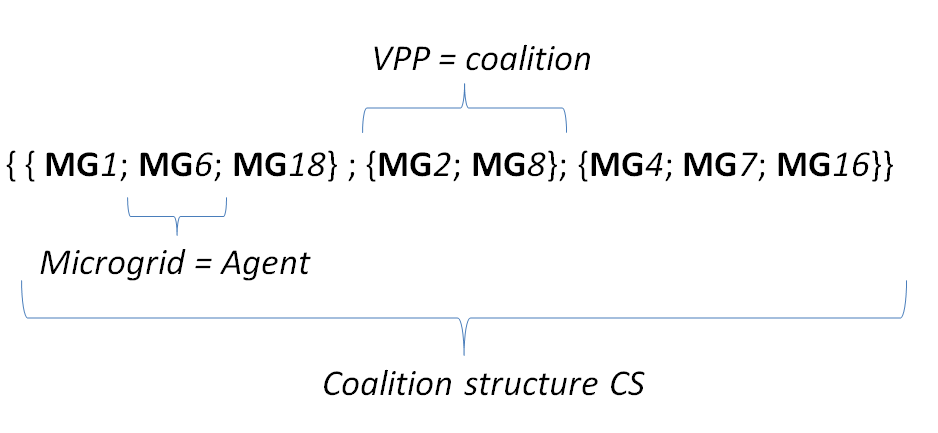 VPP = coalition
{ { MG1; MG6; MG18} ; {MG2; MG8}; {MG4; MG7; MG16}}
Microgrid = Agent
Coalition structure CS